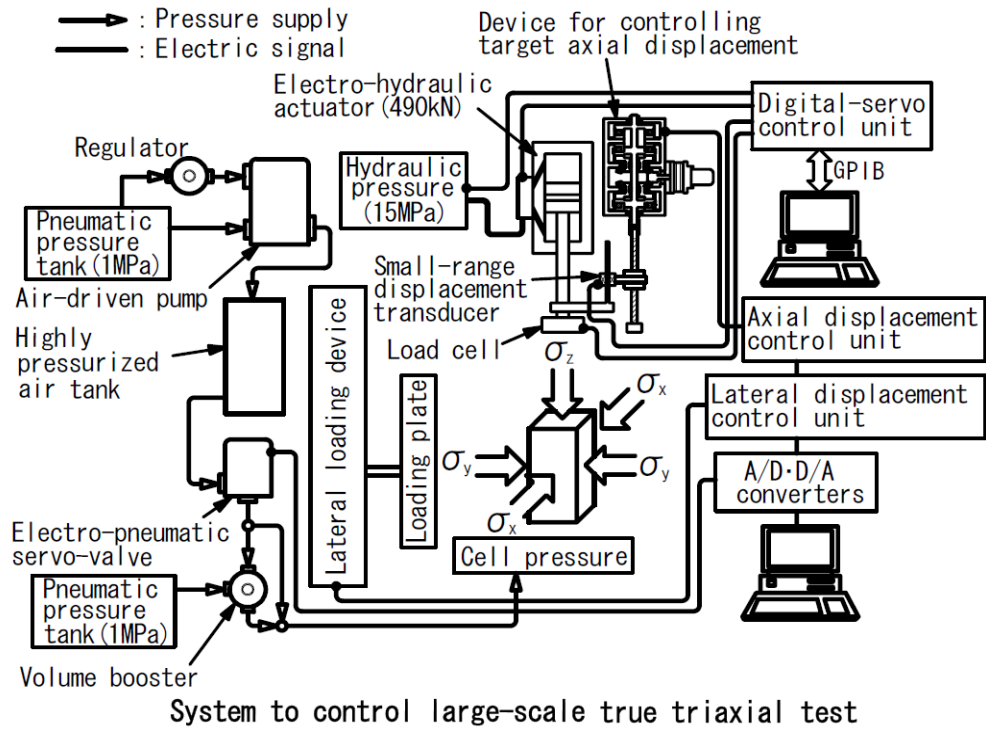 : Pressure supply
: Electric signal
Device for controlling
target axial displacement
Electro-hydraulic
actuator(490kN)
Digital-servo
control unit
Regulator
Hydraulic
pressure
(15MPa)
GPIB
Pneumatic
pressure
tank(1MPa)
Air-driven pump
Small-range
displacement
transducer
Highly
pressurized
air tank
Load cell
Axial displacement
control unit
Lateral loading device
Loading plate
σz
σx
Lateral displacement
control unit
σy
σy
A/D・D/A
converters
σx
Electro-pneumatic
servo-valve
Cell pressure
Pneumatic
pressure
tank(1MPa)
Volume booster
System to control large-scale true triaxial test